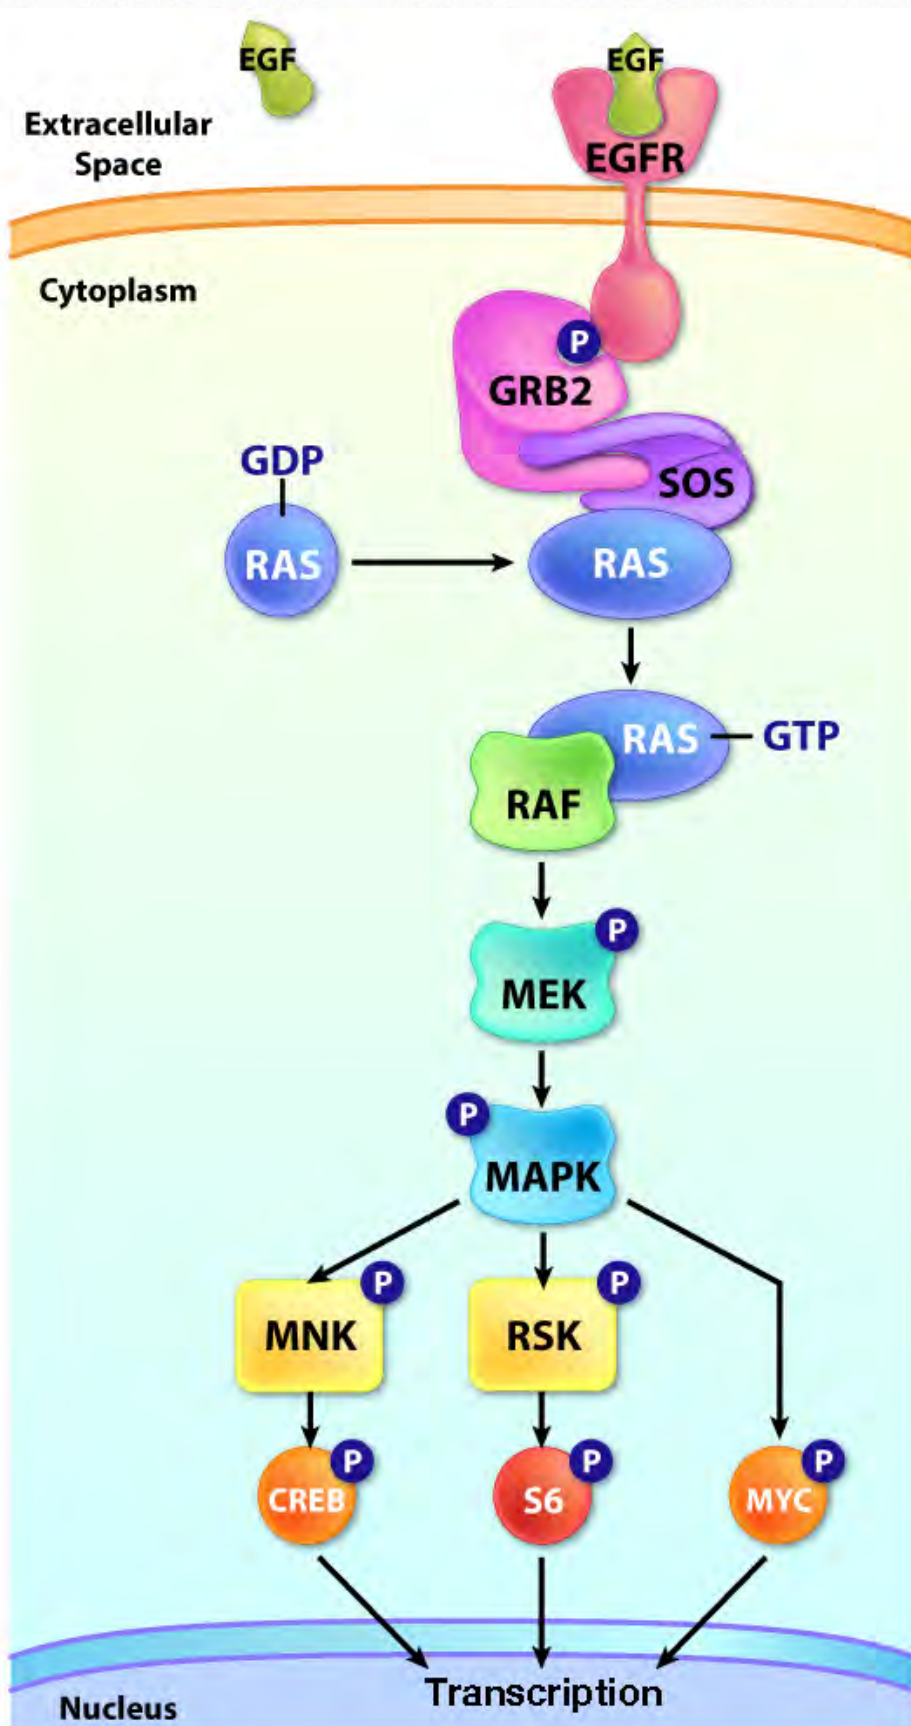 EGF
EGF
Extracellular
Space
EGFR
Cytoplasm
P
GRB2
GDP
SOS
RAS
RAS
RAS
GTP
RAF
P
MEK
P
MAPK
P
P
MNK
RSK
P
P
P
CREB
S6
MYC
Transcription
Nucleus